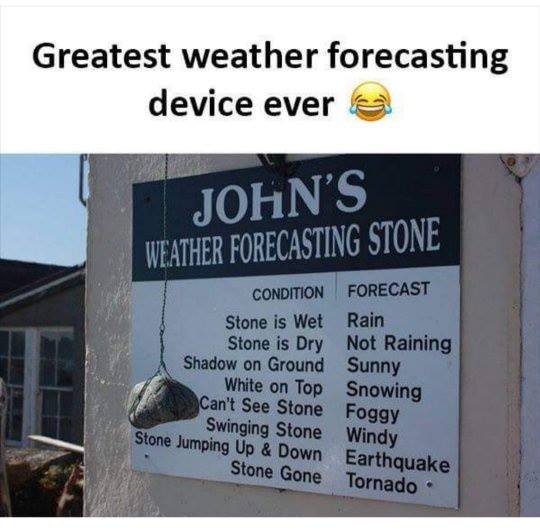 Greatest weather forecasting
device ever 😂
JOHN'S
WEATHER FORECASTING STONE
CONDITION FORECAST
Stone is Wet Rain
Stone is Dry Not Raining
Shadow on Ground Sunny
White on Top Snowing
Can't See Stone Foggy
Swinging Stone Windy
Stone Jumping Up & Down Earthquake
Stone Gone Tornado